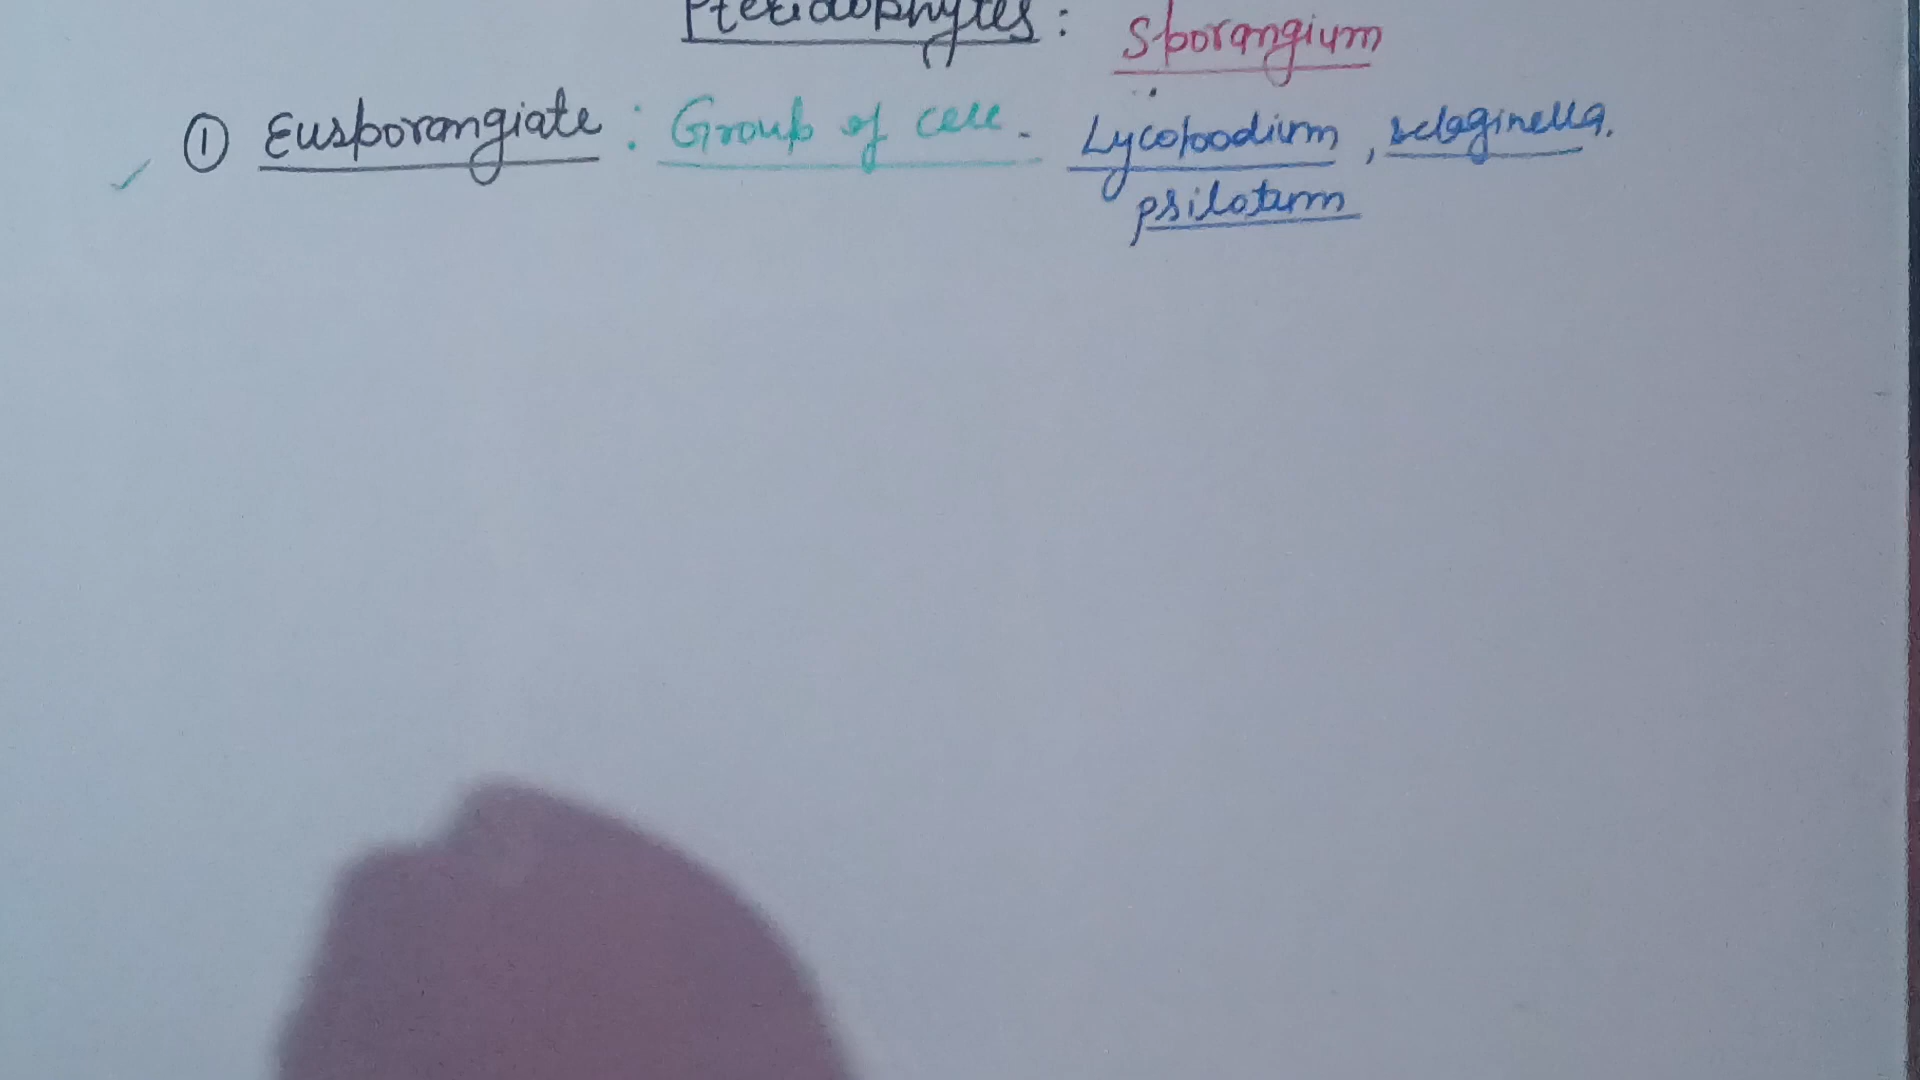 Pteridophytes : Sporangium
① Eusporangiate : Group of cell. Lycopodium, selaginella.
psilotum